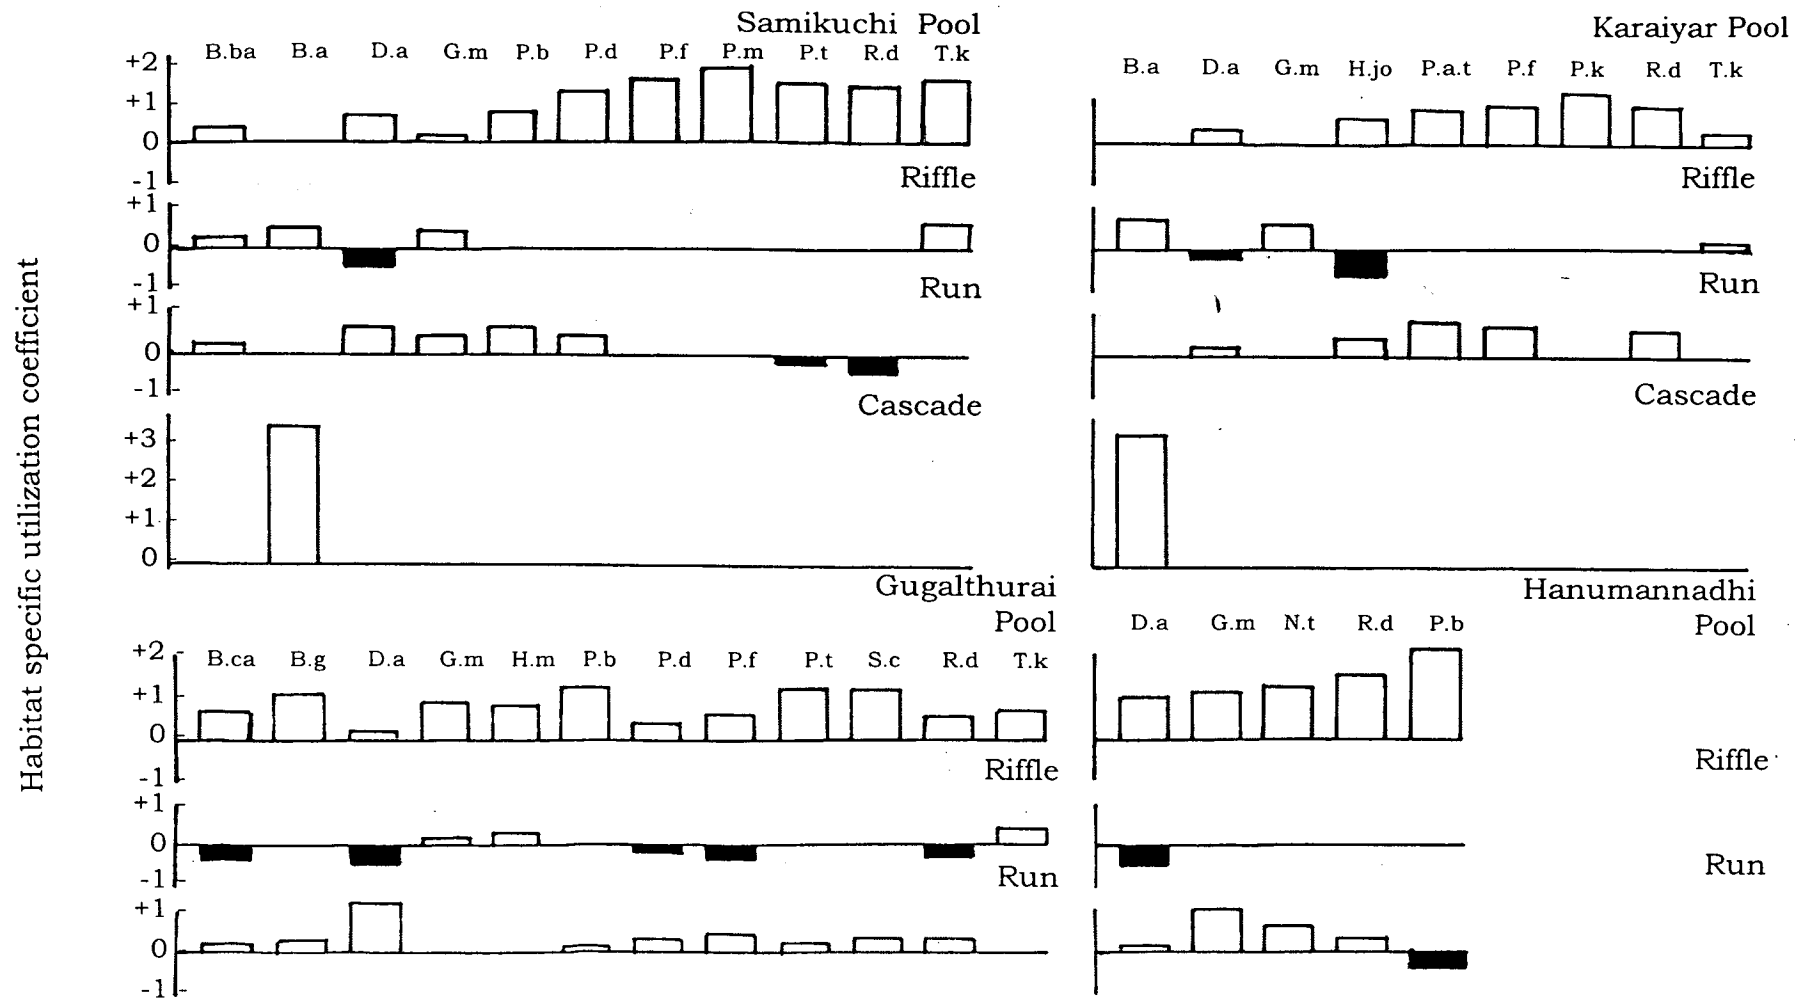 Samikuchi Pool
B.ba B.a D.a G.m P.b P.d P.f P.m P.t R.d T.k
+2
+1
0
-1
Riffle
+1
0
-1
Run
+1
0
-1
Cascade
+3
+2
+1
0
Karaiyar Pool
B.a D.a G.m H.jo P.a.t P.f P.k R.d T.k
Riffle
Run
Cascade
Habitat specific utilization coefficient
Gugalthurai
Pool
B.ca B.g D.a G.m H.m P.b P.d P.f P.t S.c R.d T.k
+2
+1
0
-1
Riffle
+1
0
-1
Run
+1
0
-1
Hanumannadhi
Pool
D.a G.m N.t R.d P.b
Riffle
Run